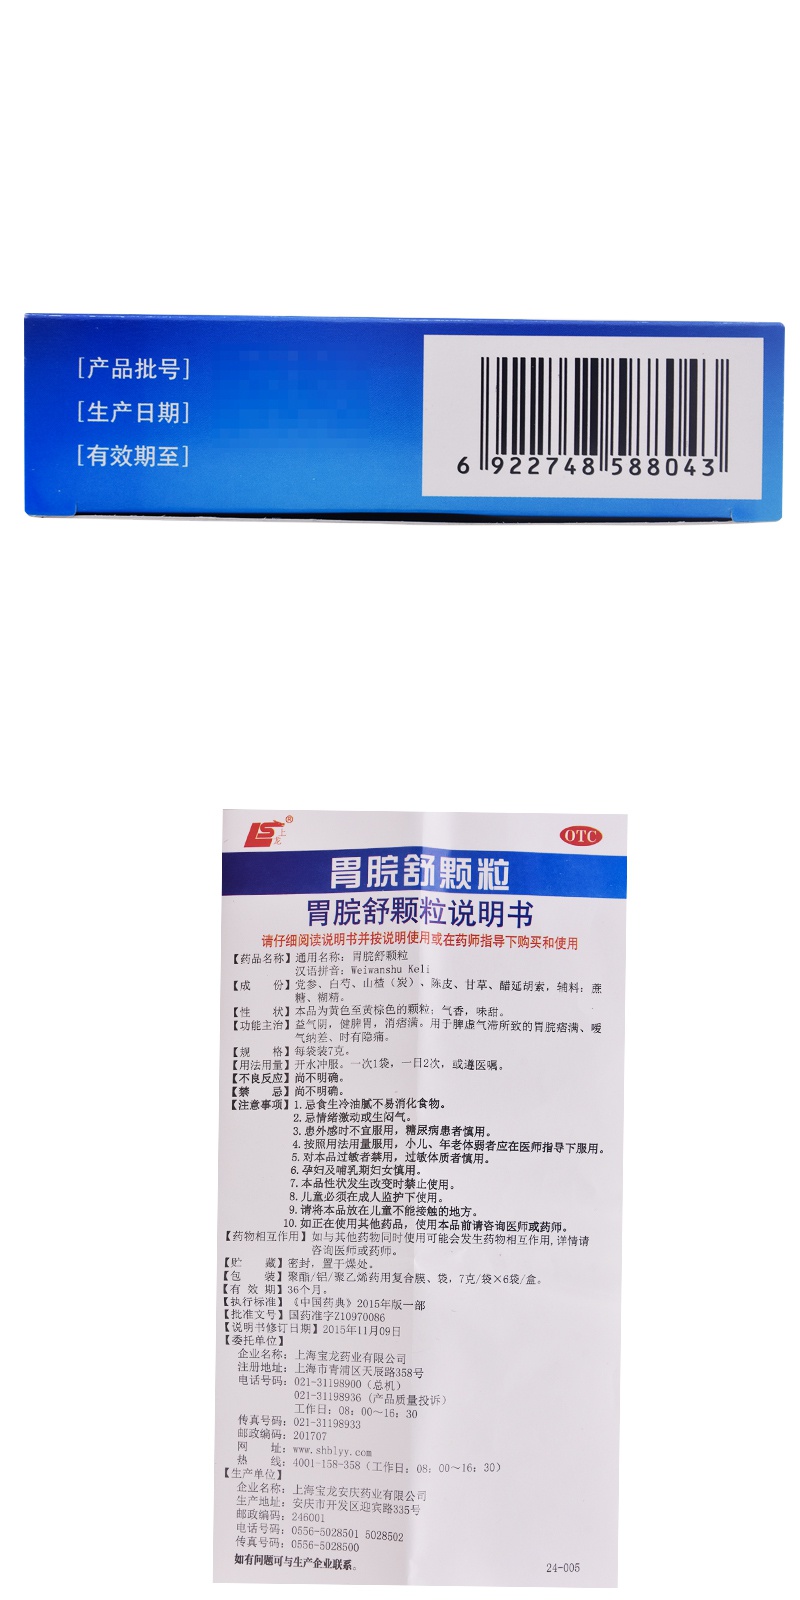 [产品批号]
[生产日期]
[有效期至]
6 922748 588043
LS 上龙 ®
OTC
胃脘舒颗粒
胃脘舒颗粒说明书
请仔细阅读说明书并按说明使用或在药师指导下购买和使用
【药品名称】通用名称：胃脘舒颗粒
汉语拼音：Weiwanshu Keli
【成 份】党参、白芍、山楂（炭）、陈皮、甘草、醋延胡索，辅料：蔗
糖、糊精。
【性 状】本品为黄色至黄棕色的颗粒；气香，味甜。
【功能主治】益气阴，健脾胃，消痞满。用于脾虚气滞所致的胃脘痞满、嗳
气纳差、时有隐痛。
【规 格】每袋装7克。
【用法用量】开水冲服。一次1袋，一日2次，或遵医嘱。
【不良反应】尚不明确。
【禁 忌】尚不明确。
【注意事项】1.忌食生冷油腻不易消化食物。
2.忌情绪激动或生闷气。
3.患外感时不宜服用，糖尿病患者慎用。
4.按照用法用量服用，小儿、年老体弱者应在医师指导下服用。
5.对本品过敏者禁用，过敏体质者慎用。
6.孕妇及哺乳期妇女慎用。
7.本品性状发生改变时禁止使用。
8.儿童必须在成人监护下使用。
9.请将本品放在儿童不能接触的地方。
10.如正在使用其他药品，使用本品前请咨询医师或药师。
【药物相互作用】如与其他药物同时使用可能会发生药物相互作用,详情请
咨询医师或药师。
【贮 藏】密封，置干燥处。
【包 装】聚酯/铝/聚乙烯药用复合膜、袋，7克/袋×6袋/盒。
【有 效 期】36个月。
【执行标准】《中国药典》2015年版一部
【批准文号】国药准字Z10970086
【说明书修订日期】2015年11月09日
【委托单位】
企业名称：上海宝龙药业有限公司
注册地址：上海市青浦区天辰路358号
电话号码：021-31198900（总机）
021-31198936（产品质量投诉）
工作日：08：00～16：30
传真号码：021-31198933
邮政编码：201707
网 址：www.shblyy.com
热 线：4001-158-358（工作日：08：00～16：30）
【生产单位】
企业名称：上海宝龙安庆药业有限公司
生产地址：安庆市开发区迎宾路335号
邮政编码：246001
电话号码：0556-5028501 5028502
传真号码：0556-5028500
如有问题可与生产企业联系。
24-005